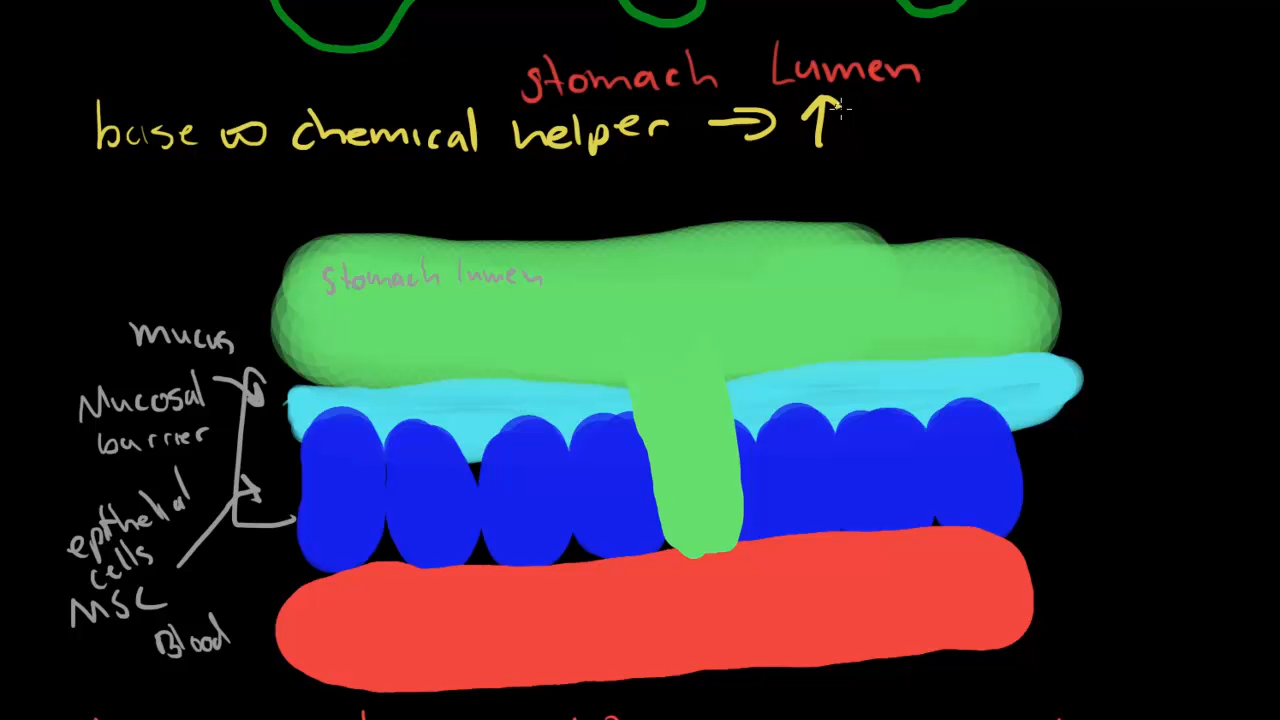 stomach Lumen
base ∞ chemical helper → ↑
stomach lumen
mucus
Mucosal
barrier
epithelial
cells
MSC
Blood